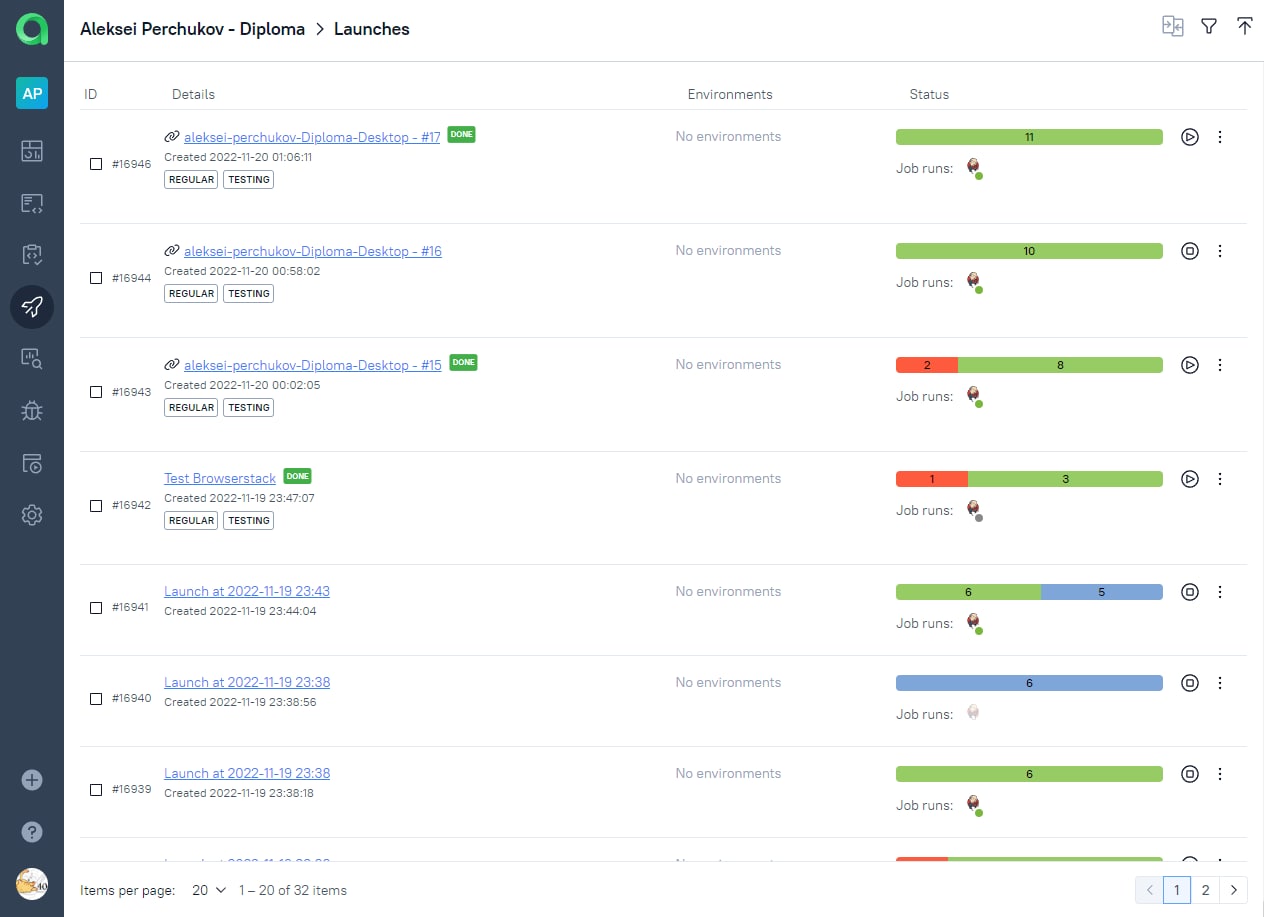 Aleksei Perchukov - Diploma > Launches
AP
ID Details Environments Status
aleksei-perchukov-Diploma-Desktop - #17 DONE No environments 11
#16946 Created 2022-11-20 01:06:11 Job runs:
REGULAR TESTING
aleksei-perchukov-Diploma-Desktop - #16 No environments 10
#16944 Created 2022-11-20 00:58:02 Job runs:
REGULAR TESTING
aleksei-perchukov-Diploma-Desktop - #15 DONE No environments 2 8
#16943 Created 2022-11-20 00:02:05 Job runs:
REGULAR TESTING
Test Browserstack DONE No environments 1 3
#16942 Created 2022-11-19 23:47:07 Job runs:
REGULAR TESTING
Launch at 2022-11-19 23:43 No environments 6 5
#16941 Created 2022-11-19 23:44:04 Job runs:
Launch at 2022-11-19 23:38 No environments 6
#16940 Created 2022-11-19 23:38:56 Job runs:
Launch at 2022-11-19 23:38 No environments 6
#16939 Created 2022-11-19 23:38:18 Job runs:
Items per page: 20 1 – 20 of 32 items < 1 2 >